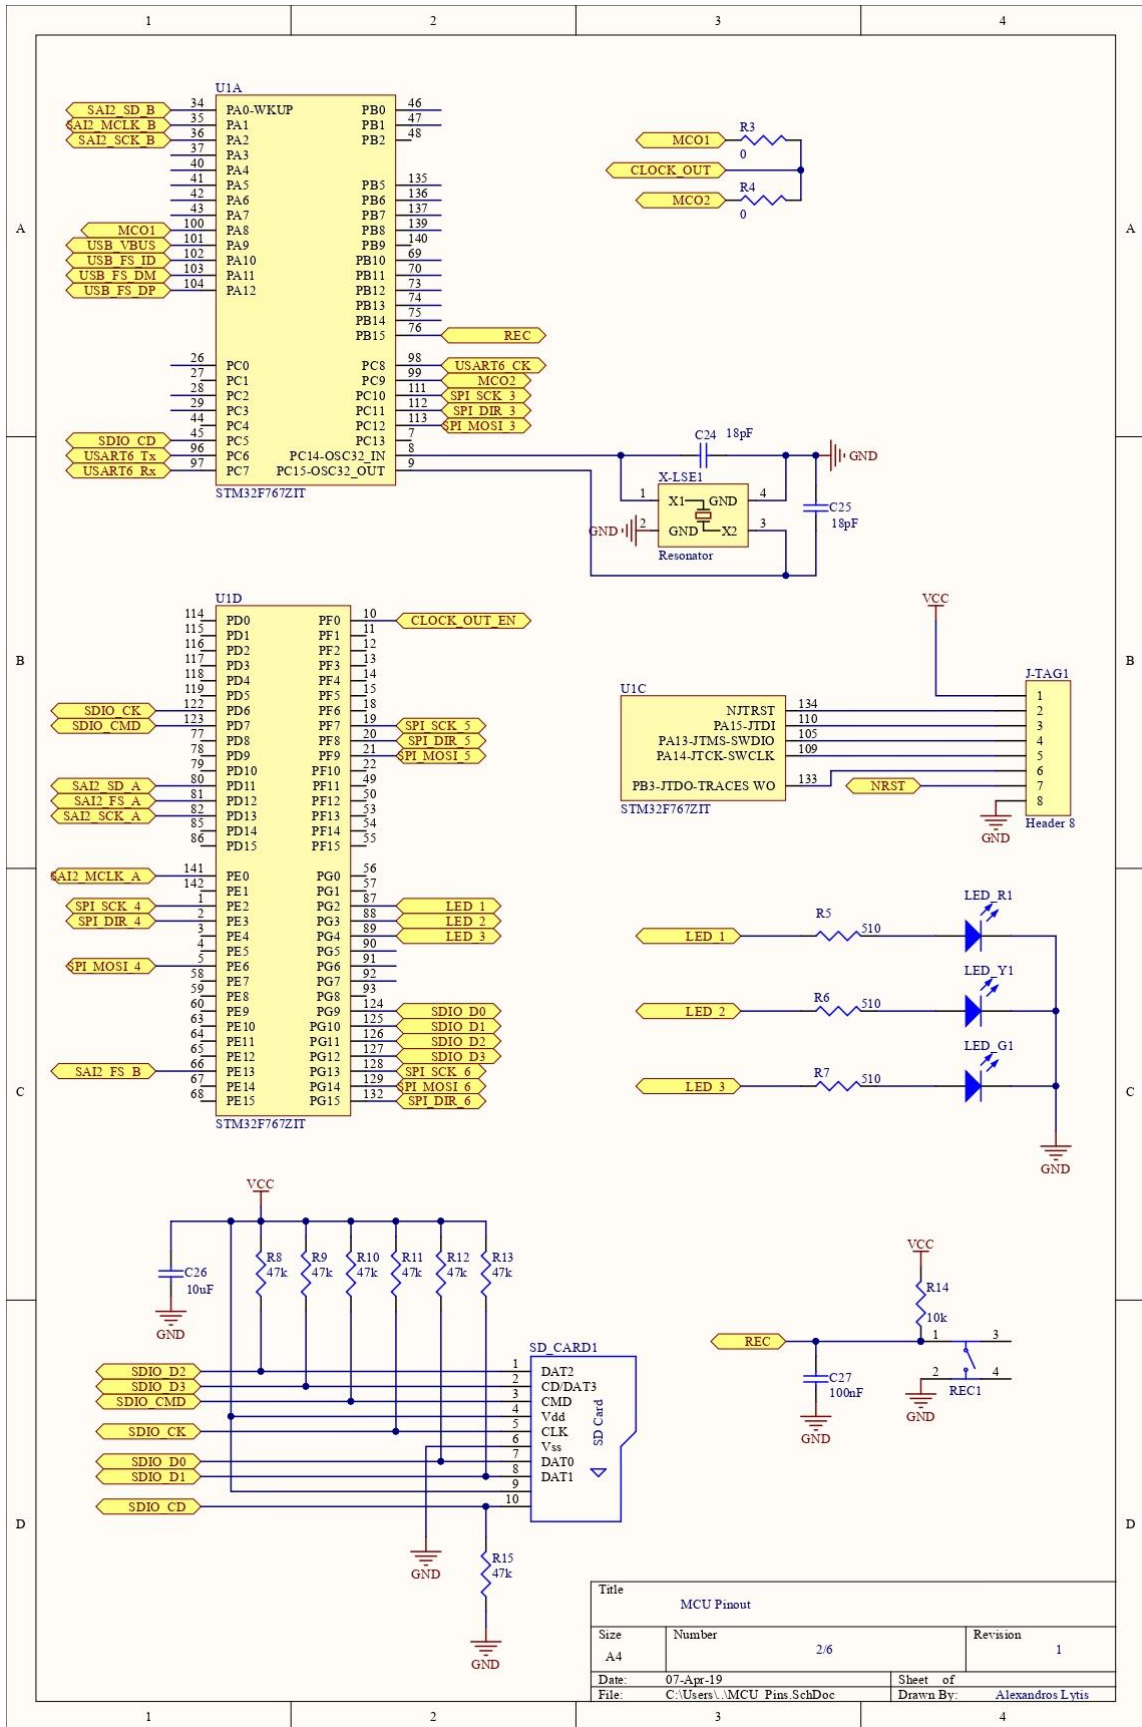 1 2 3 4
A A
B B
C C
D D
U1A
SAI2_SD_B 34 PA0-WKUP PB0 46
SAI2_MCLK_B 35 PA1 PB1 47
SAI2_SCK_B 36 PA2 PB2 48
37 PA3
40 PA4
41 PA5 PB5 135
42 PA6 PB6 136
43 PA7 PB7 137
MCO1 100 PA8 PB8 139
USB_VBUS 101 PA9 PB9 140
USB_FS_ID 102 PA10 PB10 69
USB_FS_DM 103 PA11 PB11 70
USB_FS_DP 104 PA12 PB12 73
PB13 74
PB14 75
PB15 76 REC
26 PC0 PC8 98 USART6_CK
27 PC1 PC9 99 MCO2
28 PC2 PC10 111 SPI_SCK_3
29 PC3 PC11 112 SPI_DIR_3
44 PC4 PC12 113 SPI_MOSI_3
SDIO_CD 45 PC5 PC13 7
USART6_Tx 96 PC6 PC14-OSC32_IN 8
USART6_Rx 97 PC7 PC15-OSC32_OUT 9
STM32F767ZIT
MCO1 R3 0
CLOCK_OUT
MCO2 R4 0
C24 18pF
GND
X-LSE1
1 X1 GND 4
GND 2 GND X2 3
Resonator
C25
18pF
U1D
114 PD0 PF0 10 CLOCK_OUT_EN
115 PD1 PF1 11
116 PD2 PF2 12
117 PD3 PF3 13
118 PD4 PF4 14
119 PD5 PF5 15
SDIO_CK 122 PD6 PF6 18
SDIO_CMD 123 PD7 PF7 19 SPI_SCK_5
77 PD8 PF8 20 SPI_DIR_5
78 PD9 PF9 21 SPI_MOSI_5
79 PD10 PF10 22
SAI2_SD_A 80 PD11 PF11 49
SAI2_FS_A 81 PD12 PF12 50
SAI2_SCK_A 82 PD13 PF13 53
85 PD14 PF14 54
86 PD15 PF15 55
SAI2_MCLK_A 141 PE0 PG0 56
142 PE1 PG1 57
SPI_SCK_4 1 PE2 PG2 87 LED_1
SPI_DIR_4 2 PE3 PG3 88 LED_2
3 PE4 PG4 89 LED_3
4 PE5 PG5 90
SPI_MOSI_4 5 PE6 PG6 91
58 PE7 PG7 92
59 PE8 PG8 93
60 PE9 PG9 124 SDIO_D0
63 PE10 PG10 125 SDIO_D1
64 PE11 PG11 126 SDIO_D2
65 PE12 PG12 127 SDIO_D3
SAI2_FS_B 66 PE13 PG13 128 SPI_SCK_6
67 PE14 PG14 129 SPI_MOSI_6
68 PE15 PG15 132 SPI_DIR_6
STM32F767ZIT
VCC
J-TAG1
U1C 1
NJTRST 134 2
PA15-JTDI 110 3
PA13-JTMS-SWDIO 105 4
PA14-JTCK-SWCLK 109 5
6
PB3-JTDO-TRACES WO 133 NRST 7
8
STM32F767ZIT
GND
Header 8
LED_R1
LED_1 R5 510
LED_Y1
LED_2 R6 510
LED_G1
LED_3 R7 510
GND
VCC
C26
10uF
GND
R8 R9 R10 R11 R12 R13
47k 47k 47k 47k 47k 47k
SD_CARD1
SDIO_D2 1 DAT2
SDIO_D3 2 CD/DAT3
SDIO_CMD 3 CMD
4 Vdd
SDIO_CK 5 CLK
6 Vss
SDIO_D0 7 DAT0
SDIO_D1 8 DAT1
9
SDIO_CD 10
SD Card
GND
R15
47k
GND
VCC
R14
10k
REC 1 3
2 4
REC1
C27
100nF
GND
GND
Title
MCU Pinout
Size Number Revision
A4 2/6 1
Date: 07-Apr-19 Sheet of
File: C:\Users\..\MCU_Pins.SchDoc Drawn By: Alexandros Lytis
1 2 3 4